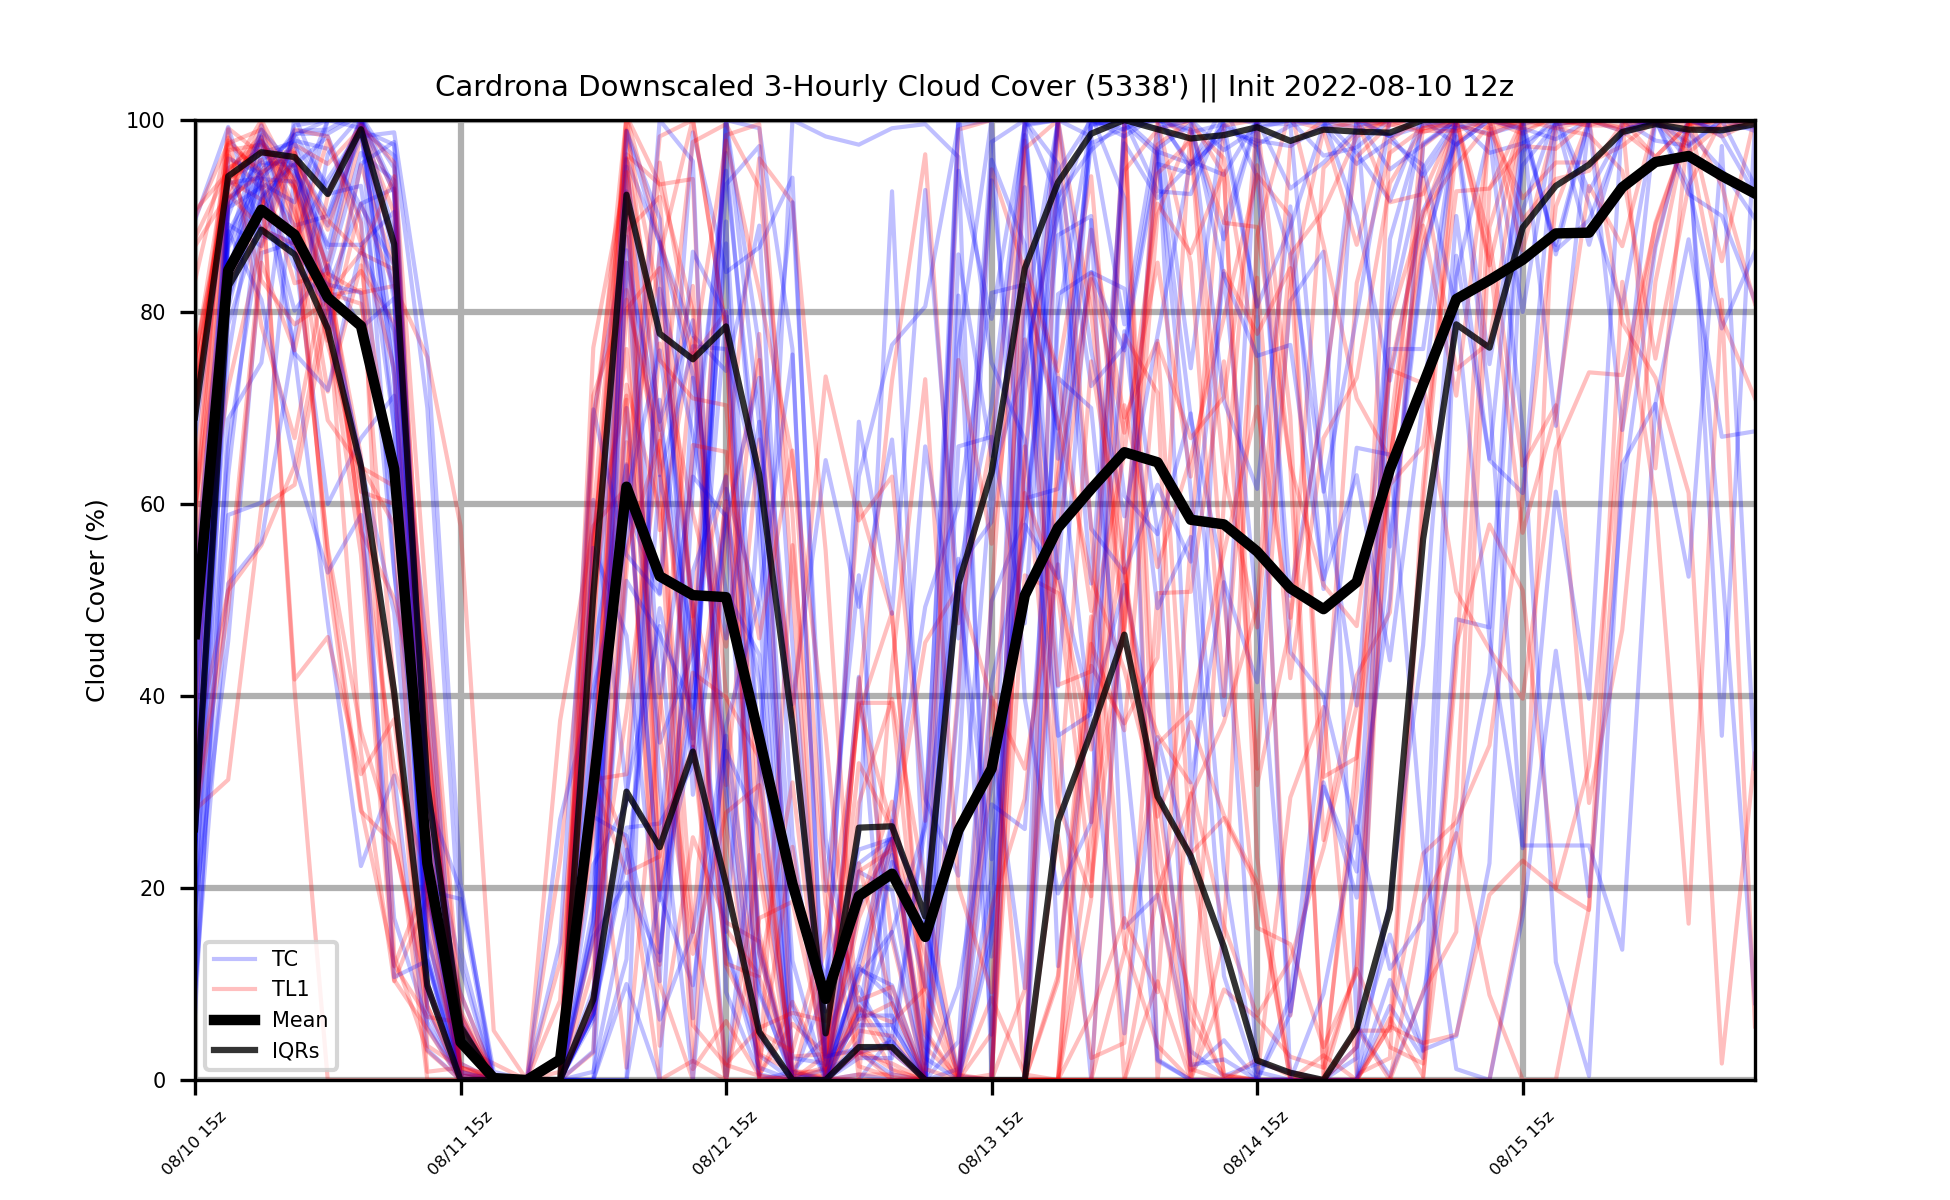 Cardrona Downscaled 3-Hourly Cloud Cover (5338') || Init 2022-08-10 12z
100
80
60
40
20
0
Cloud Cover (%)
TC
TL1
Mean
IQRs
08/10 15z
08/11 15z
08/12 15z
08/13 15z
08/14 15z
08/15 15z